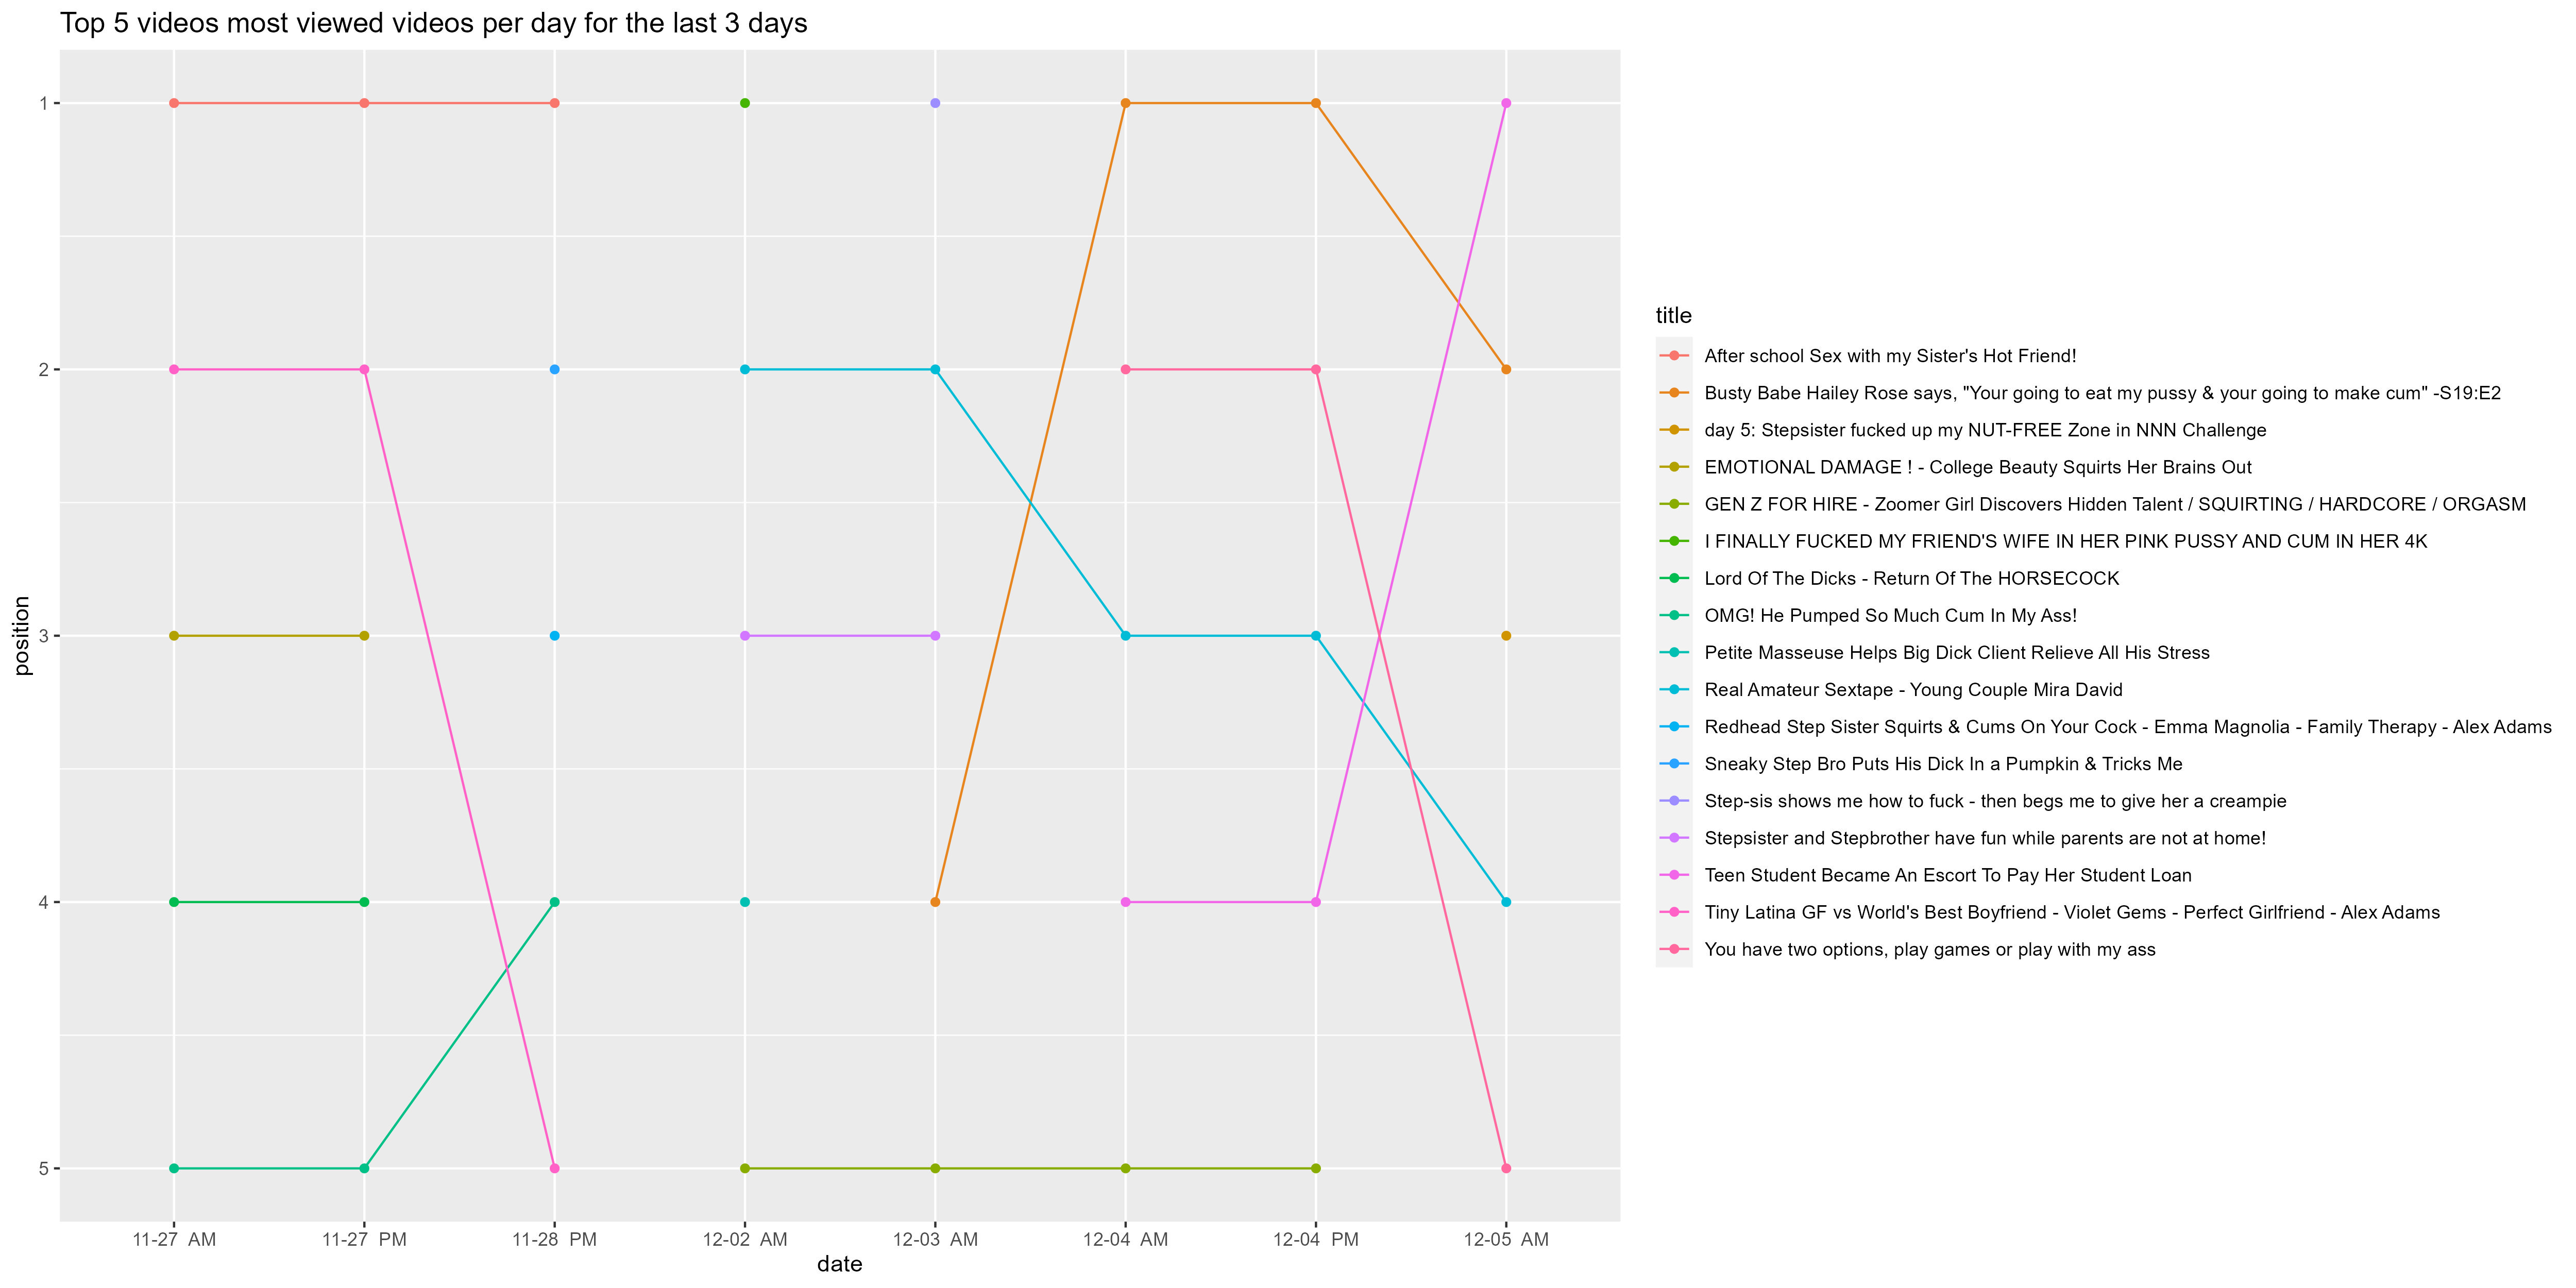 Top 5 videos most viewed videos per day for the last 3 days
position
1
2
3
4
5
11-27  AM
11-27  PM
11-28  PM
12-02  AM
12-03  AM
12-04  AM
12-04  PM
12-05  AM
date
title
After school Sex with my Sister's Hot Friend!
Busty Babe Hailey Rose says, "Your going to eat my pussy & your going to make cum" -S19:E2
day 5: Stepsister fucked up my NUT-FREE Zone in NNN Challenge
EMOTIONAL DAMAGE ! - College Beauty Squirts Her Brains Out
GEN Z FOR HIRE - Zoomer Girl Discovers Hidden Talent / SQUIRTING / HARDCORE / ORGASM
I FINALLY FUCKED MY FRIEND'S WIFE IN HER PINK PUSSY AND CUM IN HER 4K
Lord Of The Dicks - Return Of The HORSECOCK
OMG! He Pumped So Much Cum In My Ass!
Petite Masseuse Helps Big Dick Client Relieve All His Stress
Real Amateur Sextape - Young Couple Mira David
Redhead Step Sister Squirts & Cums On Your Cock - Emma Magnolia - Family Therapy - Alex Adams
Sneaky Step Bro Puts His Dick In a Pumpkin & Tricks Me
Step-sis shows me how to fuck - then begs me to give her a creampie
Stepsister and Stepbrother have fun while parents are not at home!
Teen Student Became An Escort To Pay Her Student Loan
Tiny Latina GF vs World's Best Boyfriend - Violet Gems - Perfect Girlfriend - Alex Adams
You have two options, play games or play with my ass